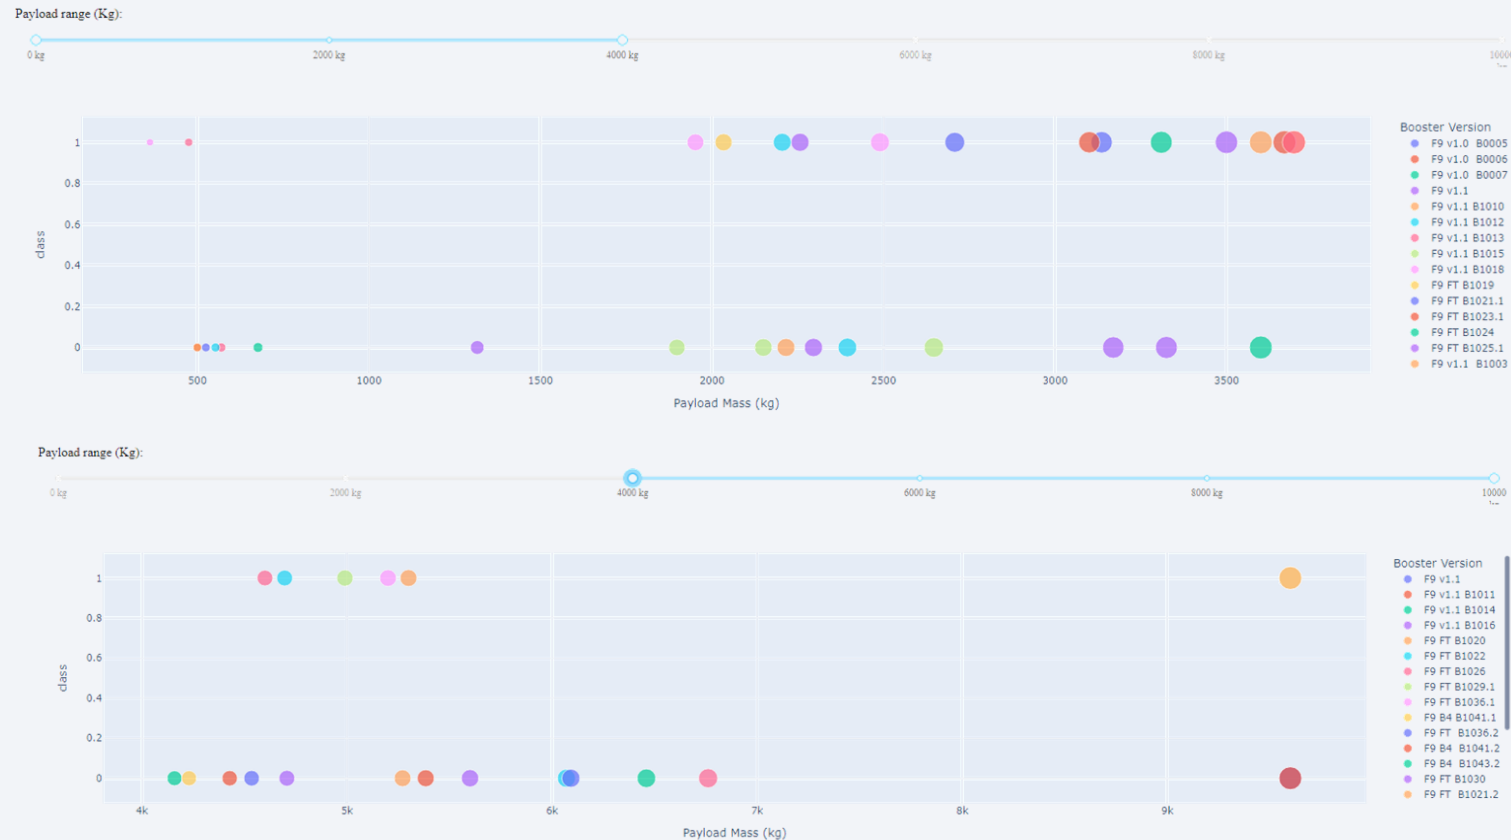 Payload range (Kg):
0 kg 2000 kg 4000 kg 6000 kg 8000 kg 10000
1
0.8
0.6
0.4
0.2
0
class
500 1000 1500 2000 2500 3000 3500
Payload Mass (kg)
Booster Version
F9 v1.0 B0005
F9 v1.0 B0006
F9 v1.0 B0007
F9 v1.1
F9 v1.1 B1010
F9 v1.1 B1012
F9 v1.1 B1013
F9 v1.1 B1015
F9 v1.1 B1018
F9 FT B1019
F9 FT B1021.1
F9 FT B1023.1
F9 FT B1024
F9 FT B1025.1
F9 v1.1 B1003
Payload range (Kg):
0 kg 2000 kg 4000 kg 6000 kg 8000 kg 10000
1
0.8
0.6
0.4
0.2
0
class
4k 5k 6k 7k 8k 9k
Payload Mass (kg)
Booster Version
F9 v1.1
F9 v1.1 B1011
F9 v1.1 B1014
F9 v1.1 B1016
F9 FT B1020
F9 FT B1022
F9 FT B1026
F9 FT B1029.1
F9 FT B1036.1
F9 B4 B1041.1
F9 FT B1036.2
F9 B4 B1041.2
F9 B4 B1043.2
F9 FT B1030
F9 FT B1021.2